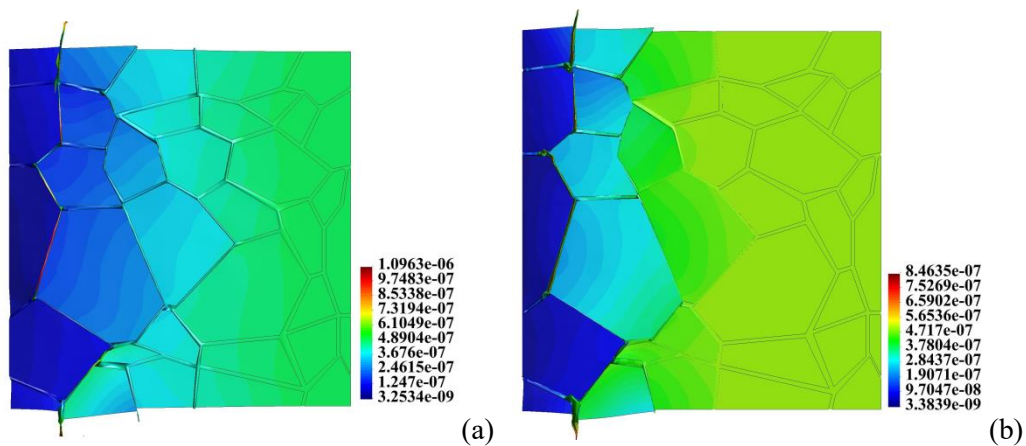 1.0963e-06
9.7483e-07
8.5338e-07
7.3194e-07
6.1049e-07
4.8904e-07
3.676e-07
2.4615e-07
1.247e-07
3.2534e-09
(a)
8.4635e-07
7.5269e-07
6.5902e-07
5.6536e-07
4.717e-07
3.7804e-07
2.8437e-07
1.9071e-07
9.7047e-08
3.3839e-09
(b)